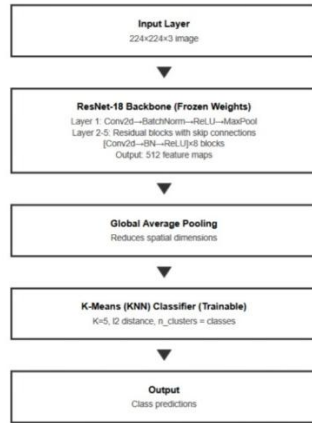 Input Layer
224×224×3 image
ResNet-18 Backbone (Frozen Weights)
Layer 1: Conv2d→BatchNorm→ReLU→MaxPool
Layer 2-5: Residual blocks with skip connections
[Conv2d→BN→ReLU]×8 blocks
Output: 512 feature maps
Global Average Pooling
Reduces spatial dimensions
K-Means (KNN) Classifier (Trainable)
K=5, l2 distance, n_clusters = classes
Output
Class predictions